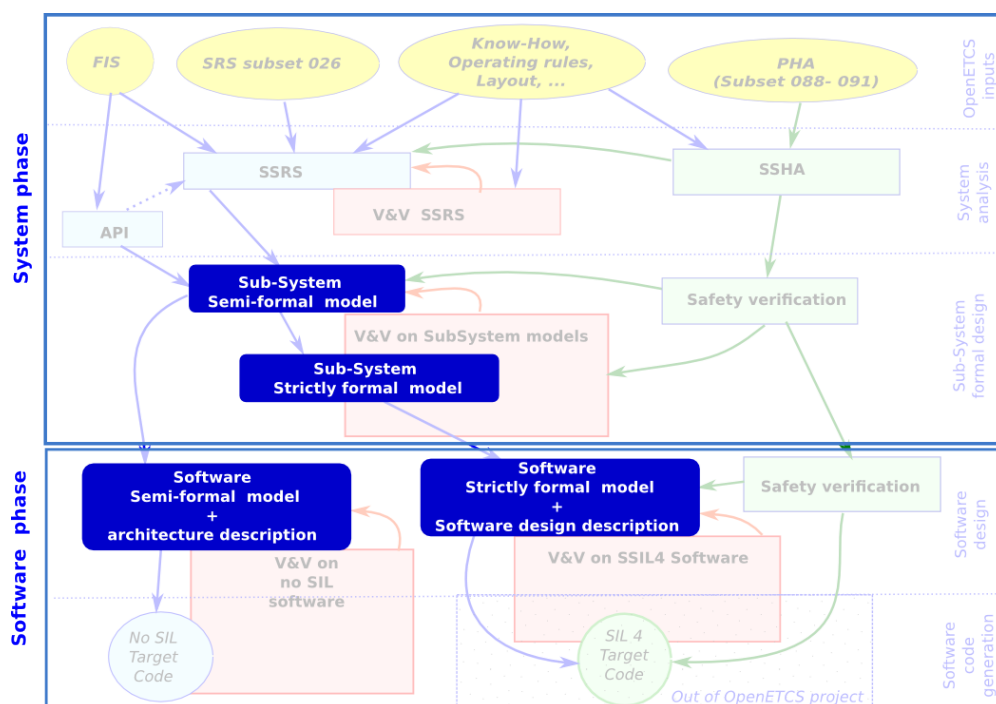 FIS
SRS subset 026
Know-How,
Operating rules,
Layout, ...
PHA
(Subset 088- 091)
OpenETCS
inputs
SSRS
SSHA
V&V  SSRS
API
System
analysis
System phase
Sub-System
Semi-formal  model
Safety verification
V&V on SubSystem models
Sub-System
Strictly formal  model
Sub-System
formal design
Software
Semi-formal  model
+
architecture description
Software
Strictly formal  model
+
Software design description
Safety verification
Software
design
V&V on
no SIL
software
V&V on SSIL4 Software
Software  phase
No SIL
Target
Code
SIL 4
Target
Code
Out of OpenETCS project
Software
code
generation